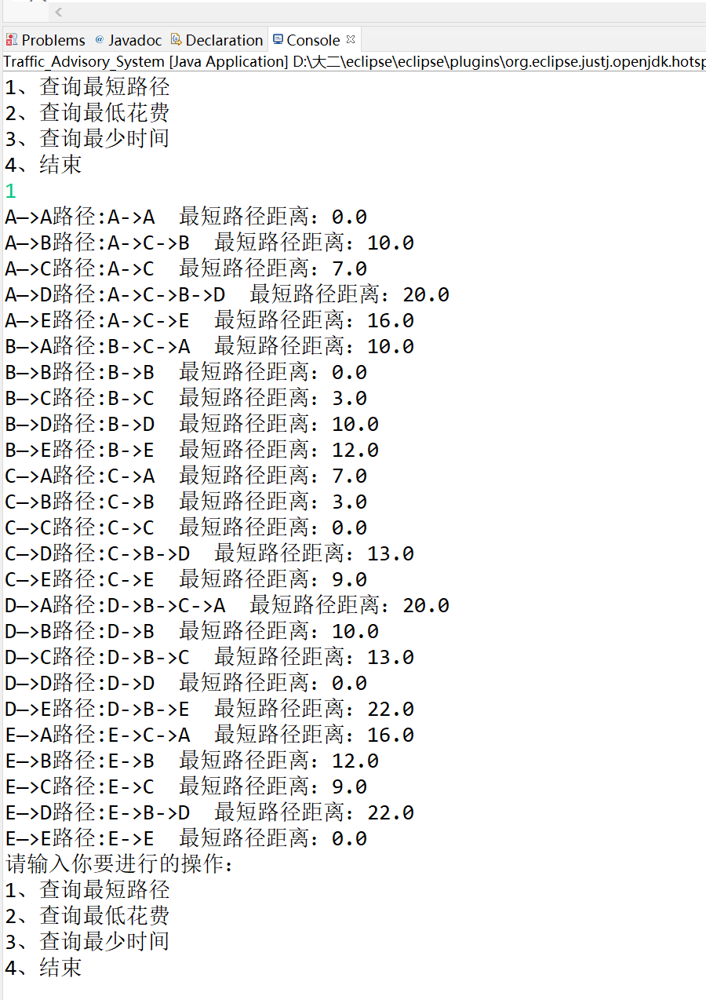 Problems Javadoc Declaration Console
Traffic_Advisory_System [Java Application] D:\大二\eclipse\eclipse\plugins\org.eclipse.justj.openjdk.hotsp
1、查询最短路径
2、查询最低花费
3、查询最少时间
4、结束
1
A—>A路径:A->A  最短路径距离：0.0
A—>B路径:A->C->B  最短路径距离：10.0
A—>C路径:A->C  最短路径距离：7.0
A—>D路径:A->C->B->D  最短路径距离：20.0
A—>E路径:A->C->E  最短路径距离：16.0
B—>A路径:B->C->A  最短路径距离：10.0
B—>B路径:B->B  最短路径距离：0.0
B—>C路径:B->C  最短路径距离：3.0
B—>D路径:B->D  最短路径距离：10.0
B—>E路径:B->E  最短路径距离：12.0
C—>A路径:C->A  最短路径距离：7.0
C—>B路径:C->B  最短路径距离：3.0
C—>C路径:C->C  最短路径距离：0.0
C—>D路径:C->B->D  最短路径距离：13.0
C—>E路径:C->E  最短路径距离：9.0
D—>A路径:D->B->C->A  最短路径距离：20.0
D—>B路径:D->B  最短路径距离：10.0
D—>C路径:D->B->C  最短路径距离：13.0
D—>D路径:D->D  最短路径距离：0.0
D—>E路径:D->B->E  最短路径距离：22.0
E—>A路径:E->C->A  最短路径距离：16.0
E—>B路径:E->B  最短路径距离：12.0
E—>C路径:E->C  最短路径距离：9.0
E—>D路径:E->B->D  最短路径距离：22.0
E—>E路径:E->E  最短路径距离：0.0
请输入你要进行的操作：
1、查询最短路径
2、查询最低花费
3、查询最少时间
4、结束